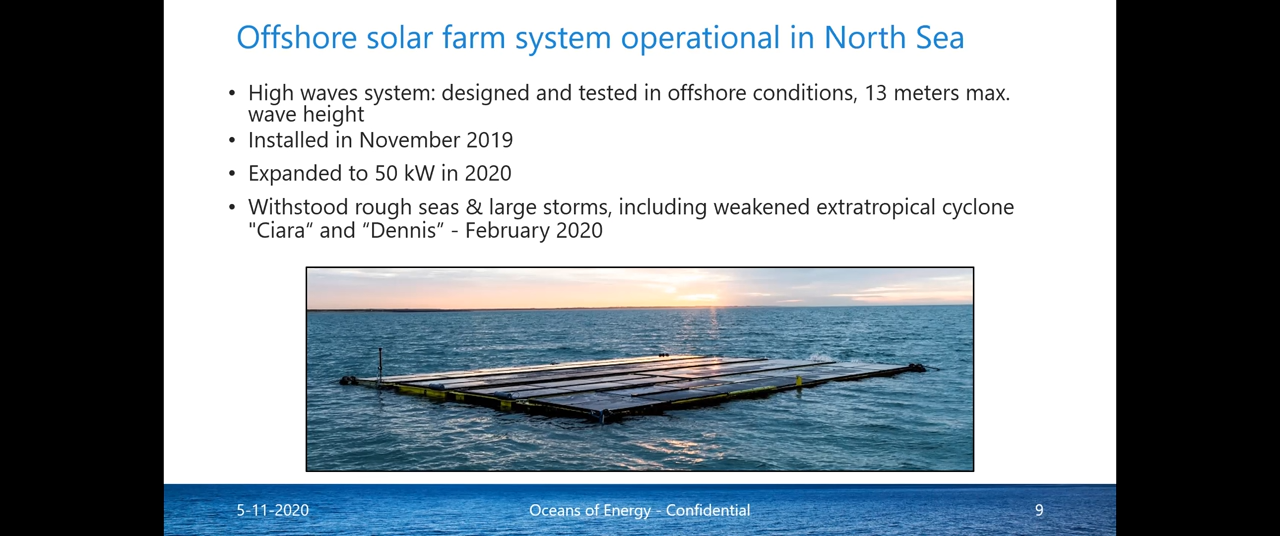 Offshore solar farm system operational in North Sea
• High waves system: designed and tested in offshore conditions, 13 meters max.
wave height
• Installed in November 2019
• Expanded to 50 kW in 2020
• Withstood rough seas & large storms, including weakened extratropical cyclone
"Ciara“ and “Dennis” - February 2020
5-11-2020
Oceans of Energy - Confidential
9